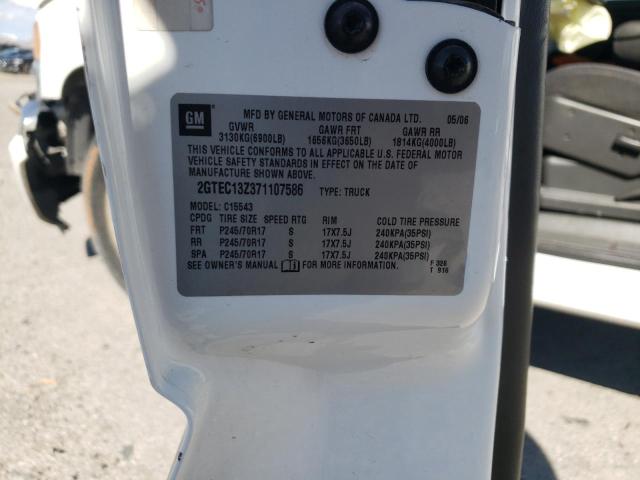 GM
MFD BY GENERAL MOTORS OF CANADA LTD. 05/06
GVWR GAWR FRT GAWR RR
3130KG(6900LB) 1656KG(3650LB) 1814KG(4000LB)
THIS VEHICLE CONFORMS TO ALL APPLICABLE U.S. FEDERAL MOTOR
VEHICLE SAFETY STANDARDS IN EFFECT ON THE DATE OF
MANUFACTURE SHOWN ABOVE.
2GTEC13Z371107586 TYPE: TRUCK
MODEL: C15543
CPDG TIRE SIZE SPEED RTG RIM COLD TIRE PRESSURE
FRT P245/70R17 S 17X7.5J 240KPA(35PSI)
RR P245/70R17 S 17X7.5J 240KPA(35PSI)
SPA P245/70R17 S 17X7.5J 240KPA(35PSI)
SEE OWNER'S MANUAL FOR MORE INFORMATION. F 326
T 916